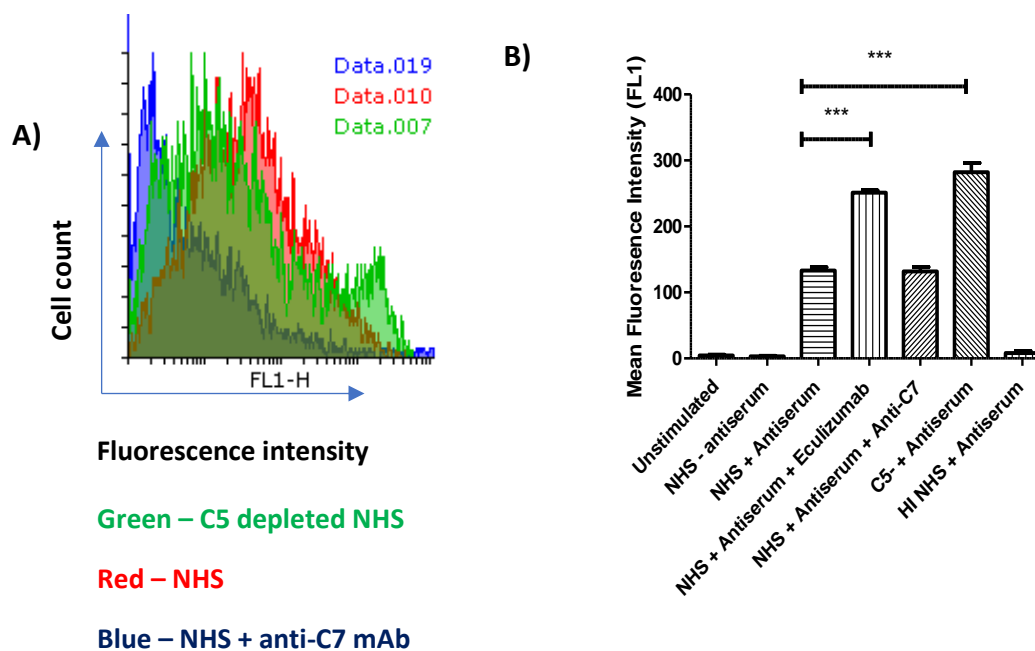 A)
Data.019
Data.010
Data.007
Cell count
FL1-H
Fluorescence intensity
Green – C5 depleted NHS
Red – NHS
Blue – NHS + anti-C7 mAb
B)
***
***
Mean Fluoresence Intensity (FL1)
400
300
200
100
0
Unstimulated
NHS - antiserum
NHS + Antiserum
NHS + Antiserum + Eculizumab
NHS + Antiserum + Anti-C7
C5- + Antiserum
HI NHS + Antiserum